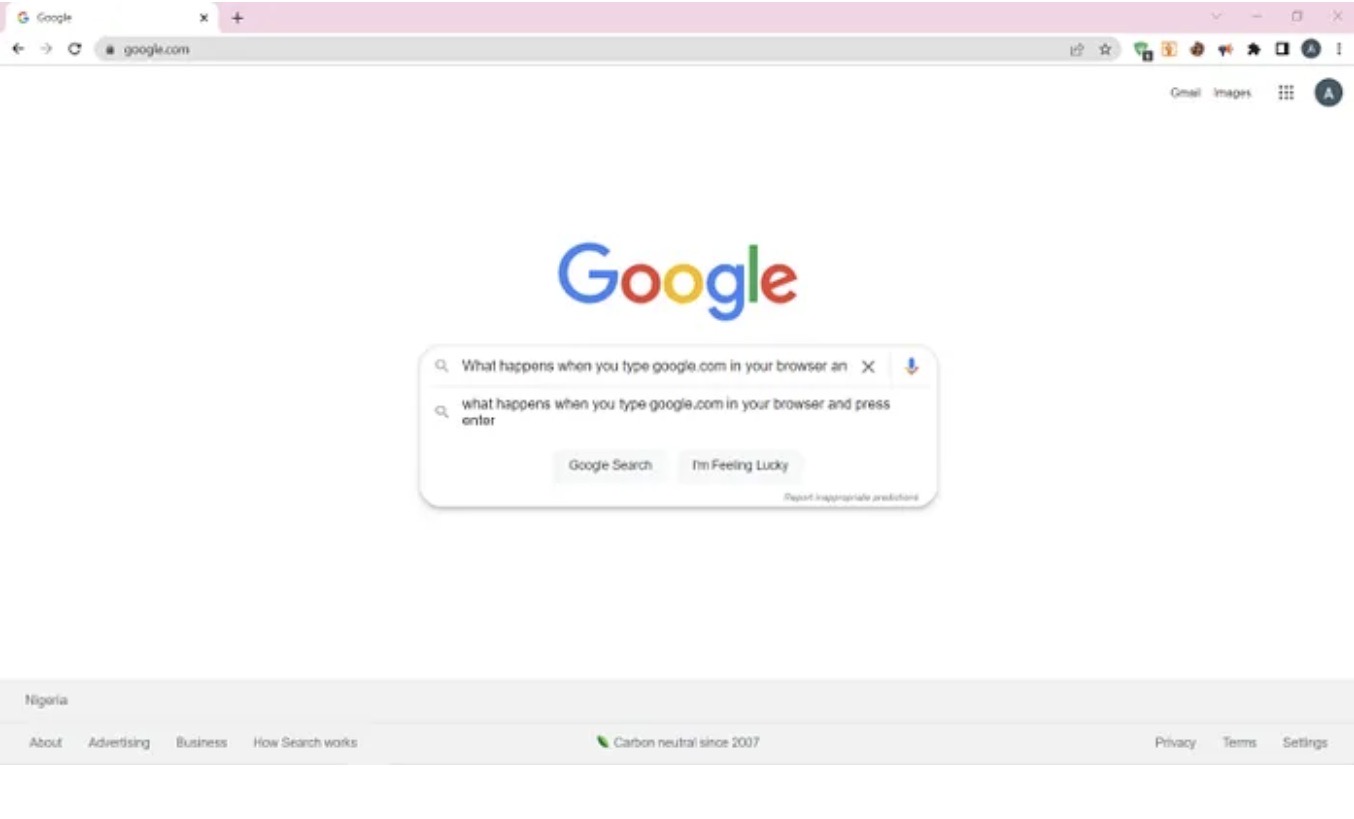 Google
google.com
A
Gmail Images
A
Google
What happens when you type google.com in your browser an
what happens when you type google.com in your browser and press
enter
Google Search I'm Feeling Lucky
Report inappropriate predictions
Nigeria
About Advertising Business How Search works Carbon neutral since 2007 Privacy Terms Settings